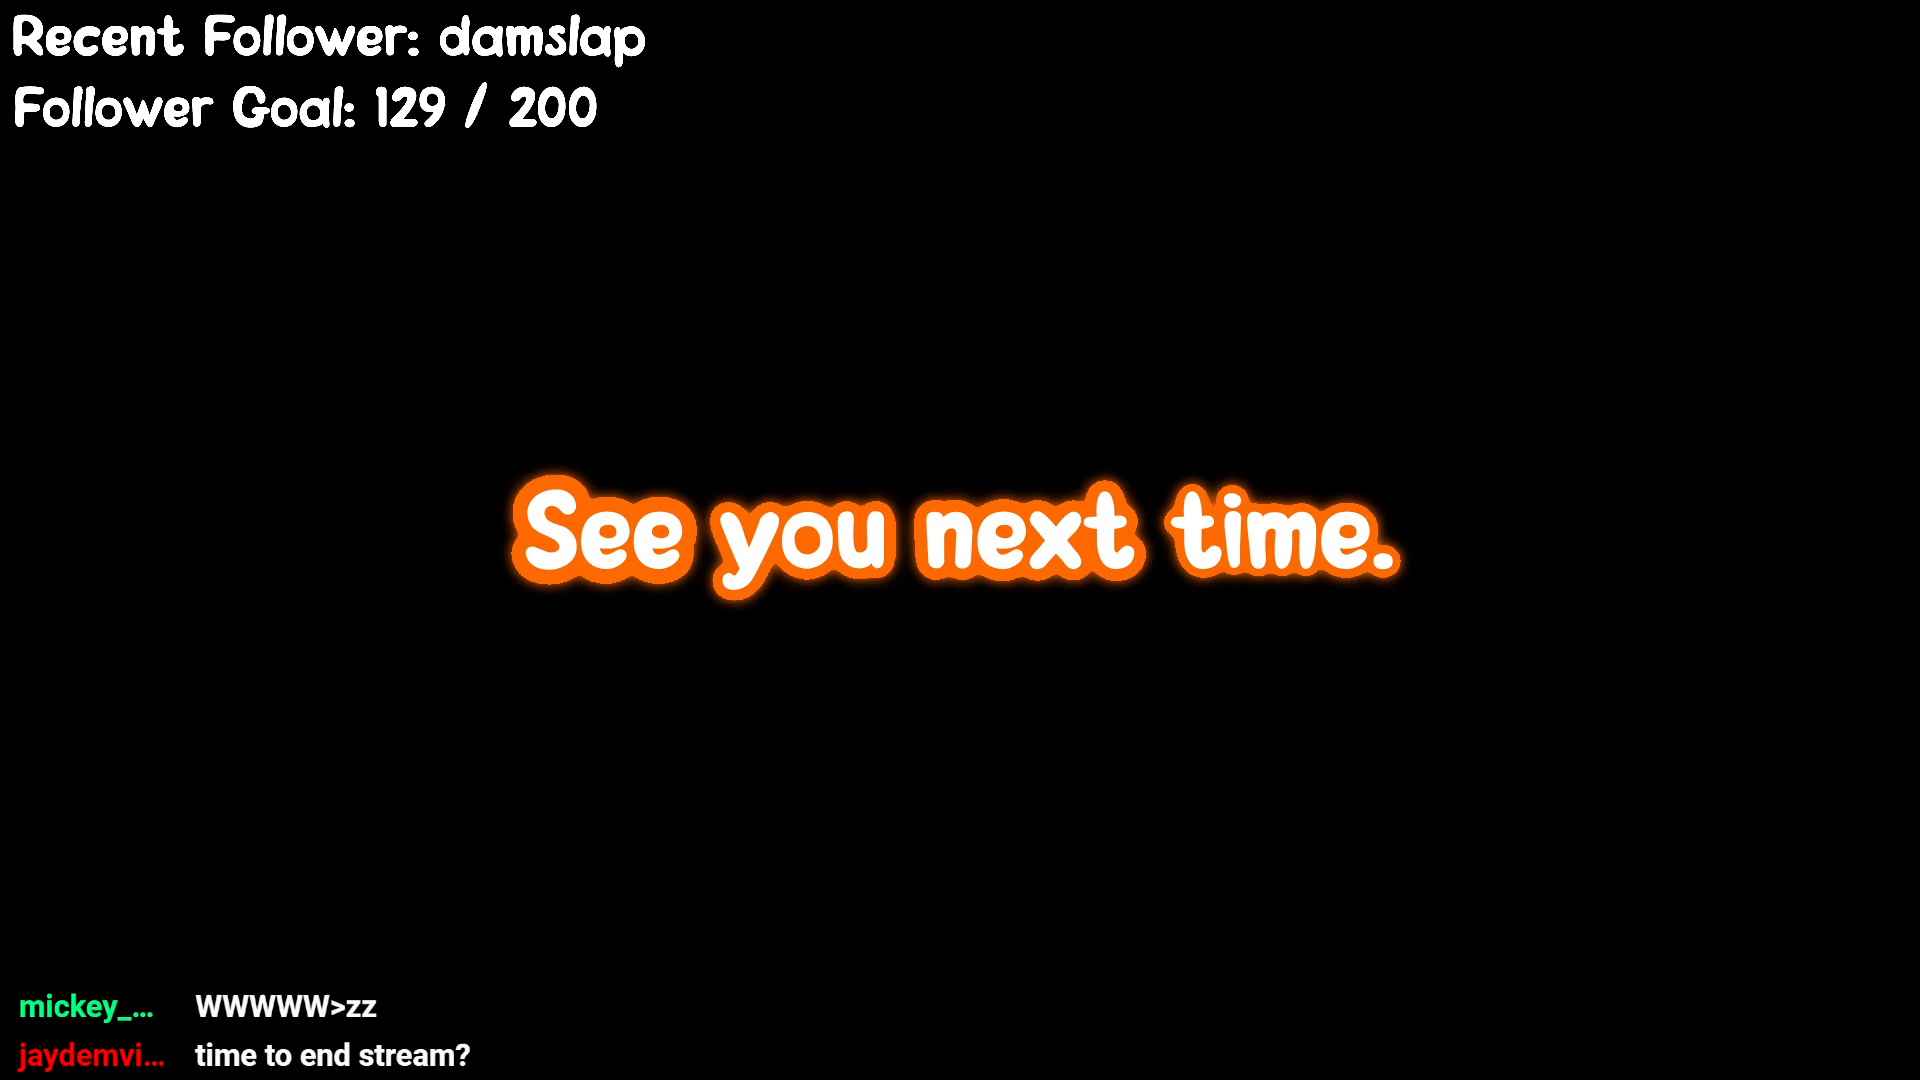 Recent Follower: damslap
Follower Goal: 129 / 200
See you next time.
mickey_... WWWWW>zz
jaydemvi... time to end stream?